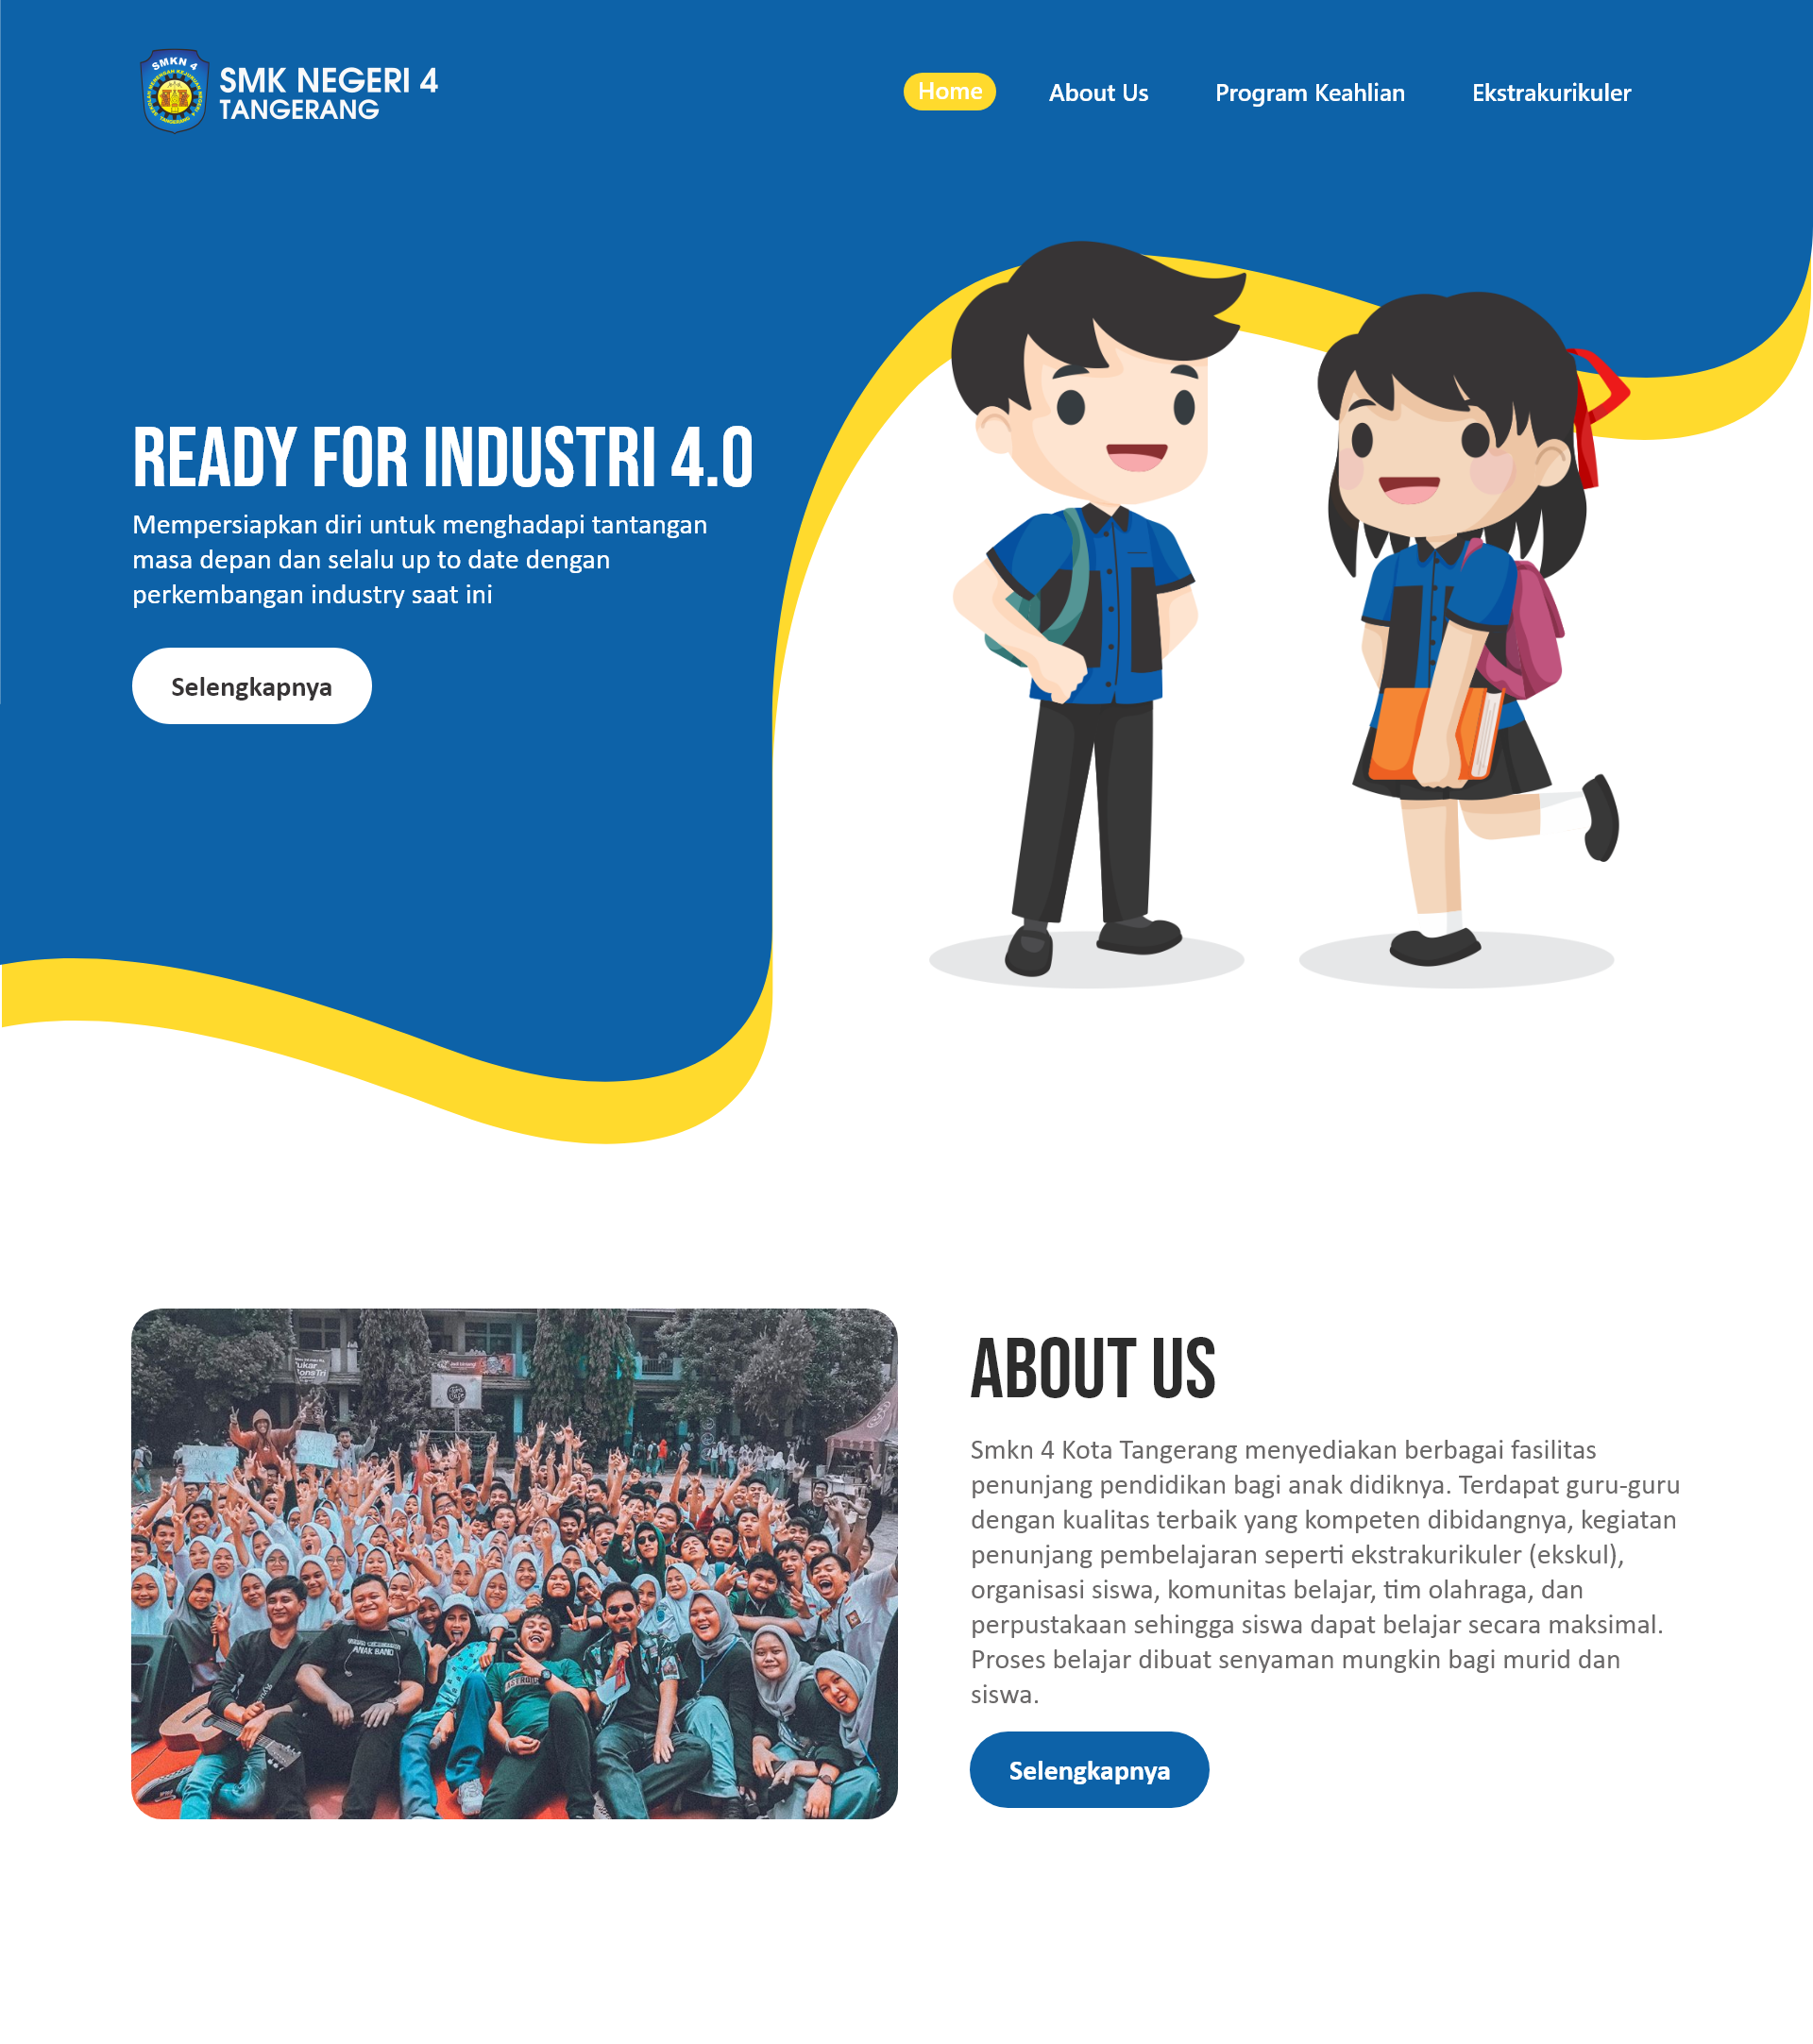 SMKN 4
TANGERANG
SMK NEGERI 4
TANGERANG
Home
About Us
Program Keahlian
Ekstrakurikuler
READY FOR INDUSTRI 4.0
Mempersiapkan diri untuk menghadapi tantangan
masa depan dan selalu up to date dengan
perkembangan industry saat ini
Selengkapnya
ANAK BAND
ABOUT US
Smkn 4 Kota Tangerang menyediakan berbagai fasilitas
penunjang pendidikan bagi anak didiknya. Terdapat guru-guru
dengan kualitas terbaik yang kompeten dibidangnya, kegiatan
penunjang pembelajaran seperti ekstrakurikuler (ekskul),
organisasi siswa, komunitas belajar, tim olahraga, dan
perpustakaan sehingga siswa dapat belajar secara maksimal.
Proses belajar dibuat senyaman mungkin bagi murid dan
siswa.
Selengkapnya